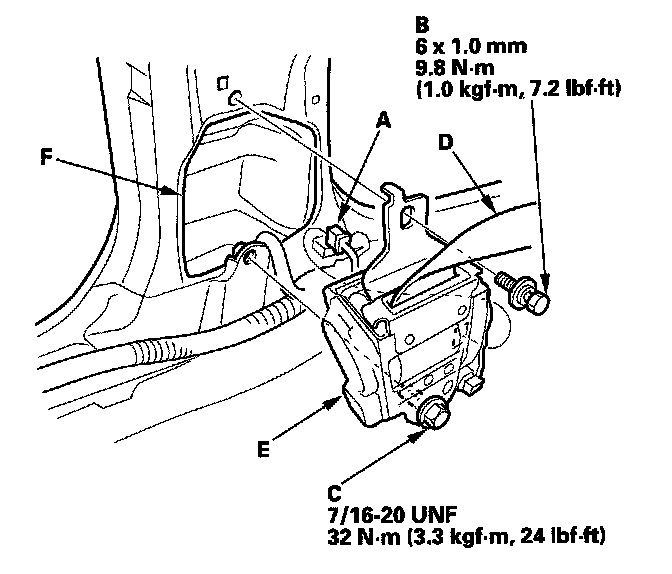 B
6 x 1.0 mm
9.8 N·m
(1.0 kgf·m, 7.2 lbf·ft)
A
D
F
E
C
7/16-20 UNF
32 N·m (3.3 kgf·m, 24 lbf·ft)